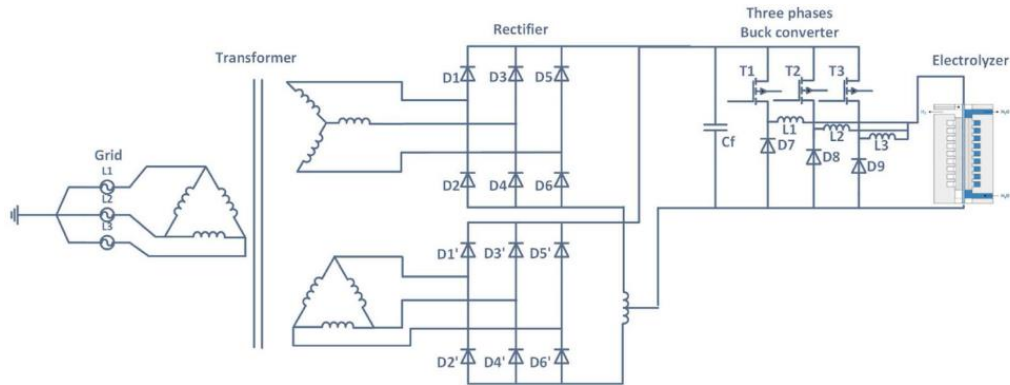 Three phases
Buck converter
Rectifier
Transformer
Electrolyzer
D1 D3 D5
T1 T2 T3
L1
L2
L3
Cf
D7
D8
D9
D2 D4 D6
Grid
L1
L2
L3
D1' D3' D5'
D2' D4' D6'